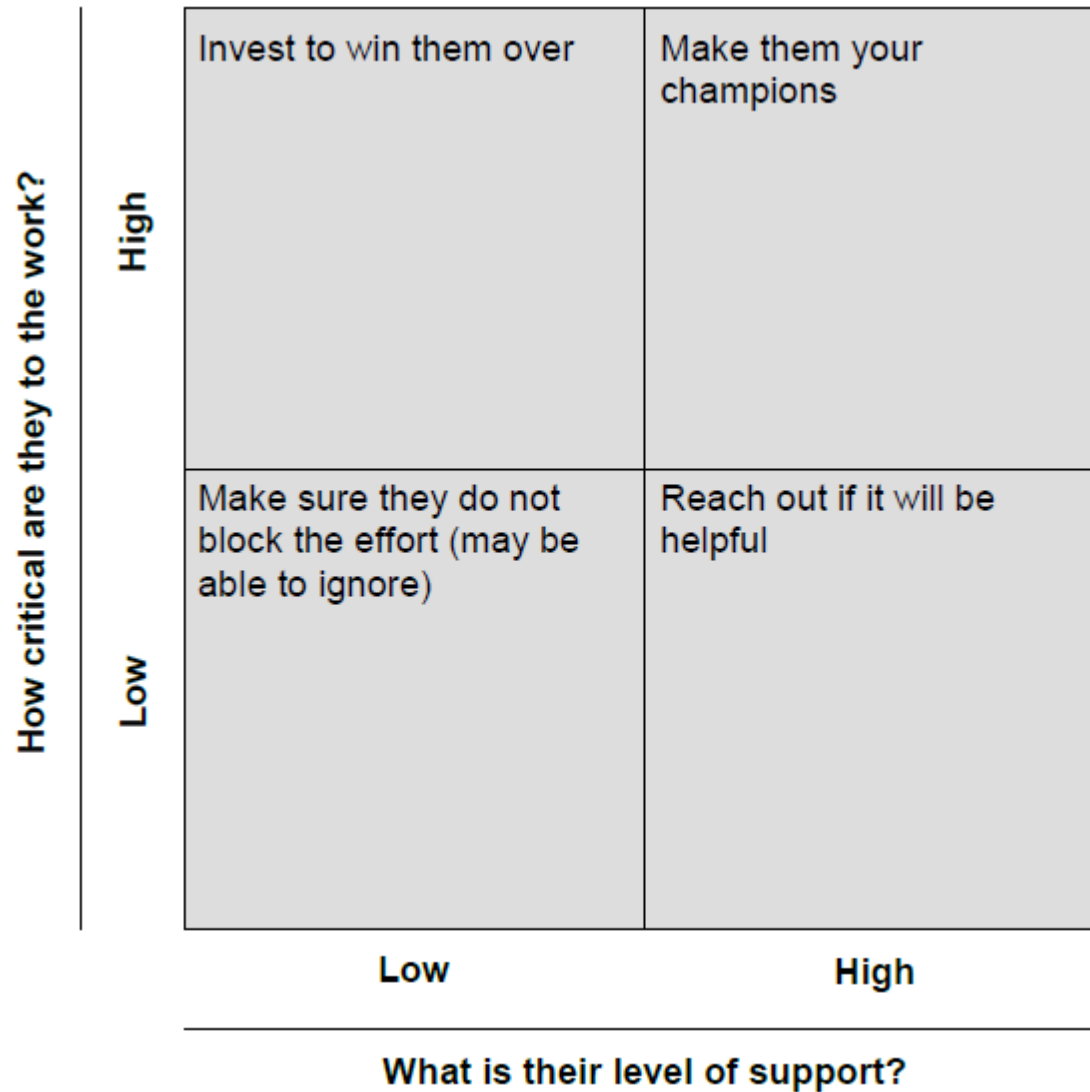 How critical are they to the work?
High
Low
Invest to win them over
Make them your
champions
Make sure they do not
block the effort (may be
able to ignore)
Reach out if it will be
helpful
Low
High
What is their level of support?